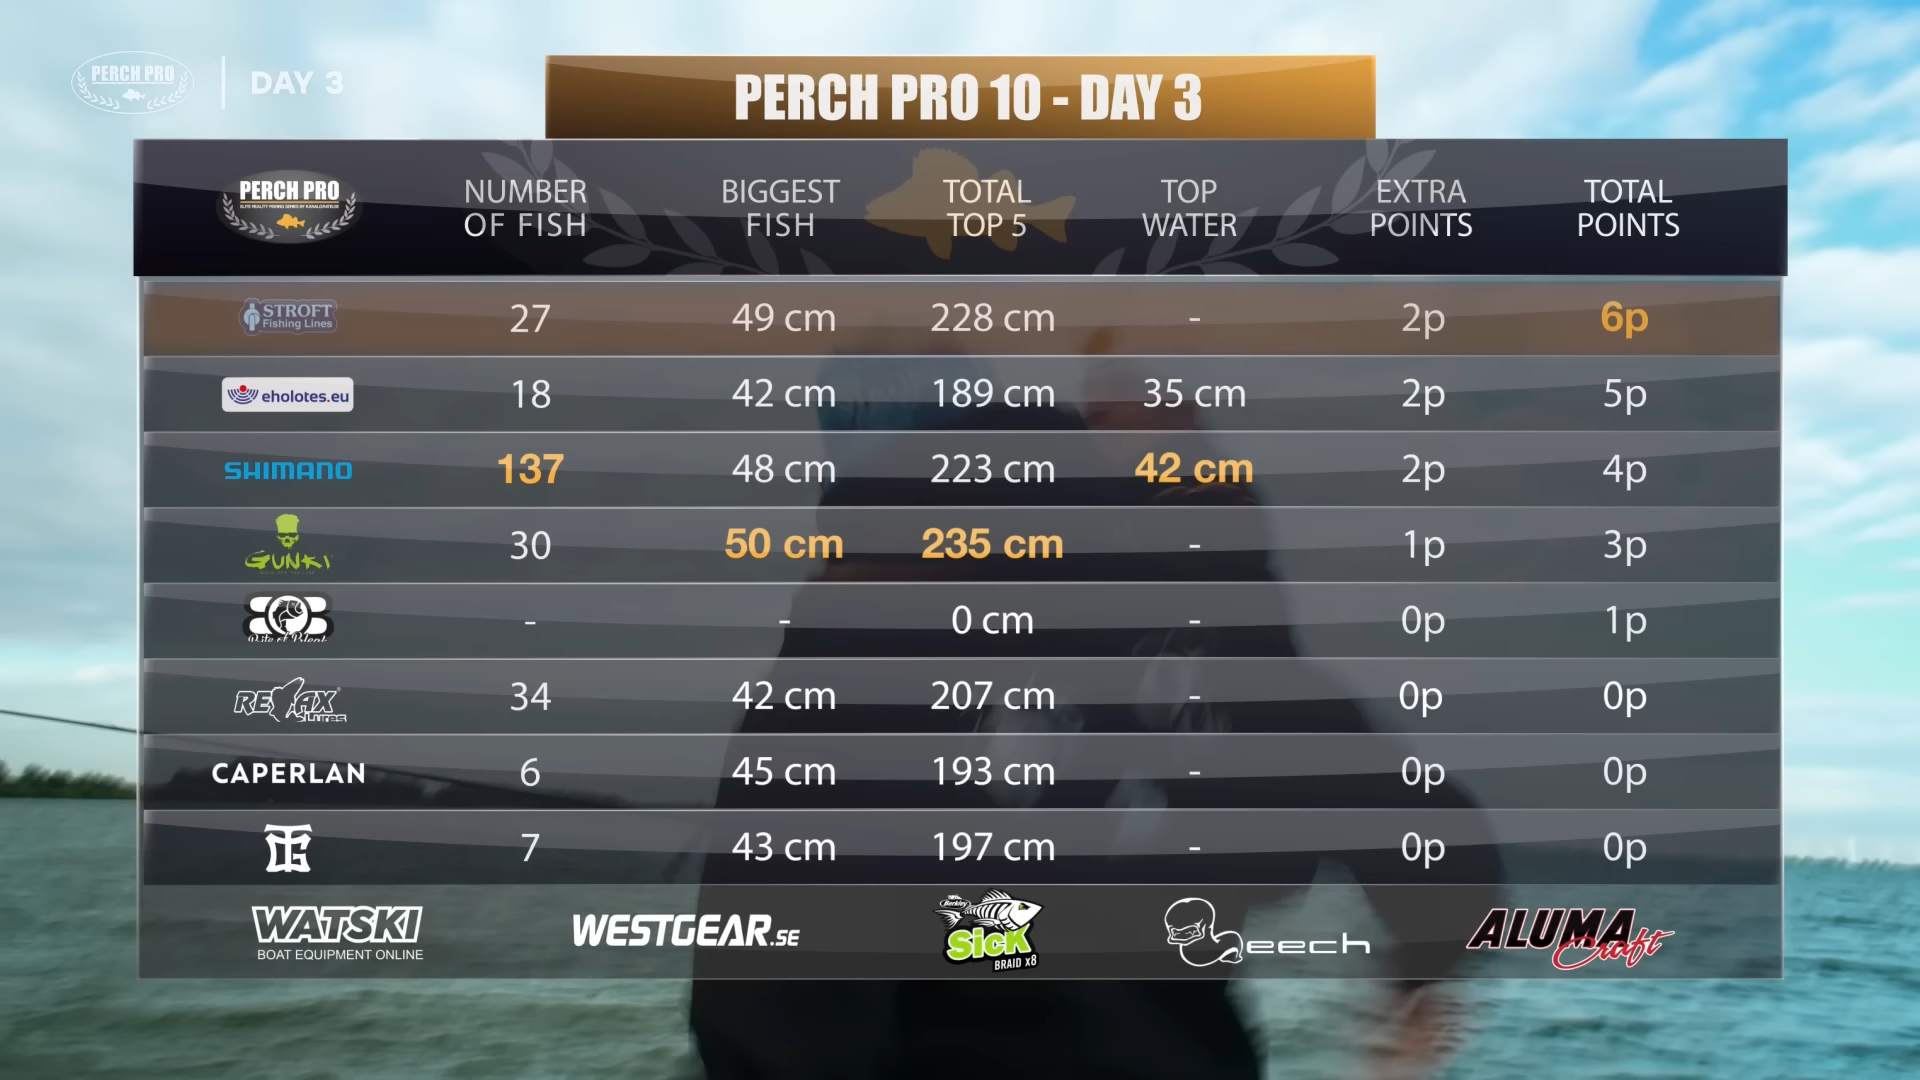 PERCH PRO
DAY 3
PERCH PRO 10 - DAY 3
PERCH PRO
NUMBER OF FISH
BIGGEST FISH
TOTAL TOP 5
TOP WATER
EXTRA POINTS
TOTAL POINTS
STROFT Fishing Lines 27 49 cm 228 cm - 2p 6p
eholotes.eu 18 42 cm 189 cm 35 cm 2p 5p
SHIMANO 137 48 cm 223 cm 42 cm 2p 4p
GUNKI 30 50 cm 235 cm - 1p 3p
- - 0 cm - 0p 1p
RELAX Lures 34 42 cm 207 cm - 0p 0p
CAPERLAN 6 45 cm 193 cm - 0p 0p
7 43 cm 197 cm - 0p 0p
WATSKI
BOAT EQUIPMENT ONLINE
WESTGEAR.SE
Berkley
SICK
BRAID x8
eech
ALUMA
Craft